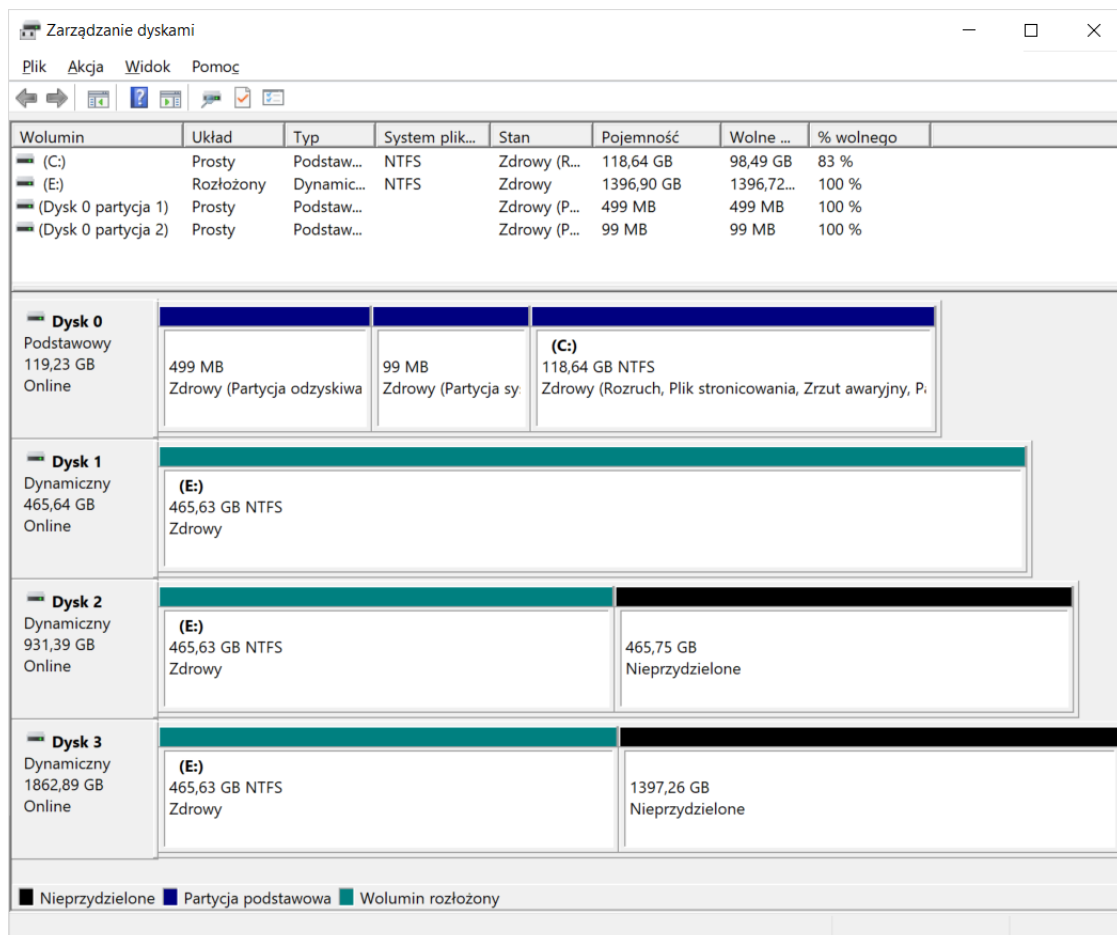 Zarządzanie dyskami
Plik Akcja Widok Pomoc
Wolumin Układ Typ System plik... Stan Pojemność Wolne ... % wolnego
(C:) Prosty Podstaw... NTFS Zdrowy (R... 118,64 GB 98,49 GB 83 %
(E:) Rozłożony Dynamic... NTFS Zdrowy 1396,90 GB 1396,72... 100 %
(Dysk 0 partycja 1) Prosty Podstaw... Zdrowy (P... 499 MB 499 MB 100 %
(Dysk 0 partycja 2) Prosty Podstaw... Zdrowy (P... 99 MB 99 MB 100 %
Dysk 0
Podstawowy
119,23 GB
Online
499 MB
Zdrowy (Partycja odzyskiwa
99 MB
Zdrowy (Partycja sy
(C:)
118,64 GB NTFS
Zdrowy (Rozruch, Plik stronicowania, Zrzut awaryjny, Pa
Dysk 1
Dynamiczny
465,64 GB
Online
(E:)
465,63 GB NTFS
Zdrowy
Dysk 2
Dynamiczny
931,39 GB
Online
(E:)
465,63 GB NTFS
Zdrowy
465,75 GB
Nieprzydzielone
Dysk 3
Dynamiczny
1862,89 GB
Online
(E:)
465,63 GB NTFS
Zdrowy
1397,26 GB
Nieprzydzielone
Nieprzydzielone Partycja podstawowa Wolumin rozłożony